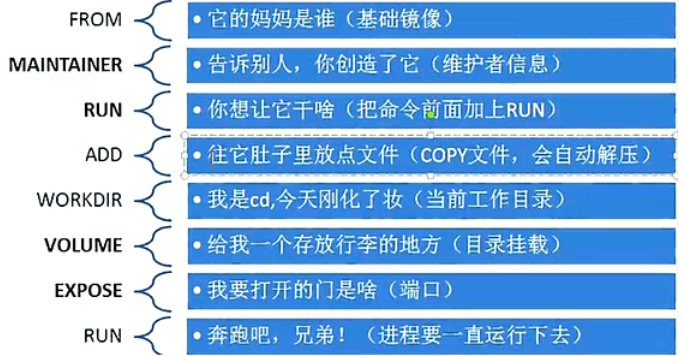 FROM
• 它的妈妈是谁（基础镜像）
MAINTAINER
• 告诉别人，你创造了它（维护者信息）
RUN
• 你想让它干啥（把命令前面加上RUN）
ADD
• 往它肚子里放点文件（COPY文件，会自动解压）
WORKDIR
• 我是cd,今天刚化了妆（当前工作目录）
VOLUME
• 给我一个存放行李的地方（目录挂载）
EXPOSE
• 我要打开的门是啥（端口）
RUN
• 奔跑吧，兄弟！（进程要一直运行下去）